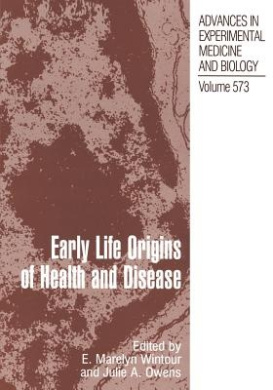 ADVANCES IN
EXPERIMENTAL
MEDICINE
AND BIOLOGY
Volume 573
Early Life Origins
of Health and Disease
Edited by
E. Marelyn Wintour
and Julie A. Owens